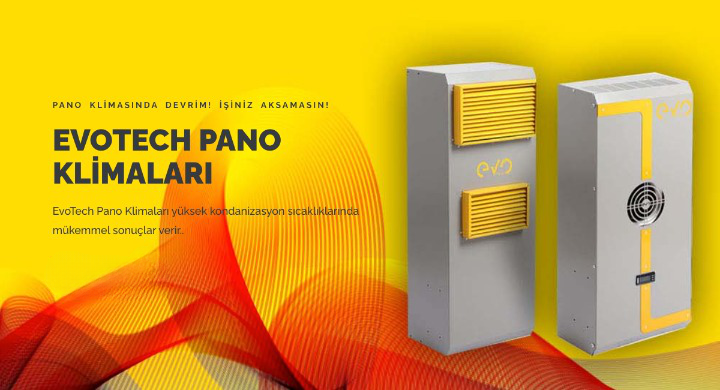 PANO KLİMASINDA DEVRİM! İŞİNİZ AKSAMASIN!
EVOTECH PANO
KLİMALARI
EvoTech Pano Klimaları yüksek kondanizasyon sıcaklıklarında
mükemmel sonuçlar verir..
evo
evo